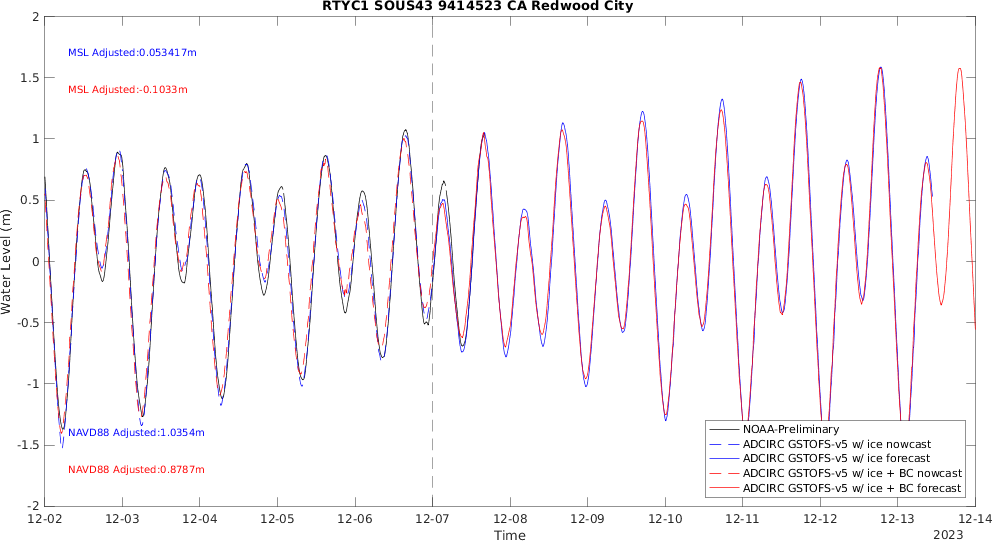 RTYC1 SOUS43 9414523 CA Redwood City
2
1.5
1
0.5
0
-0.5
-1
-1.5
-2
Water Level (m)
MSL Adjusted:0.053417m
MSL Adjusted:-0.1033m
NAVD88 Adjusted:1.0354m
NAVD88 Adjusted:0.8787m
NOAA-Preliminary
ADCIRC GSTOFS-v5 w/ ice nowcast
ADCIRC GSTOFS-v5 w/ ice forecast
ADCIRC GSTOFS-v5 w/ ice + BC nowcast
ADCIRC GSTOFS-v5 w/ ice + BC forecast
12-02 12-03 12-04 12-05 12-06 12-07 12-08 12-09 12-10 12-11 12-12 12-13 12-14
Time
2023